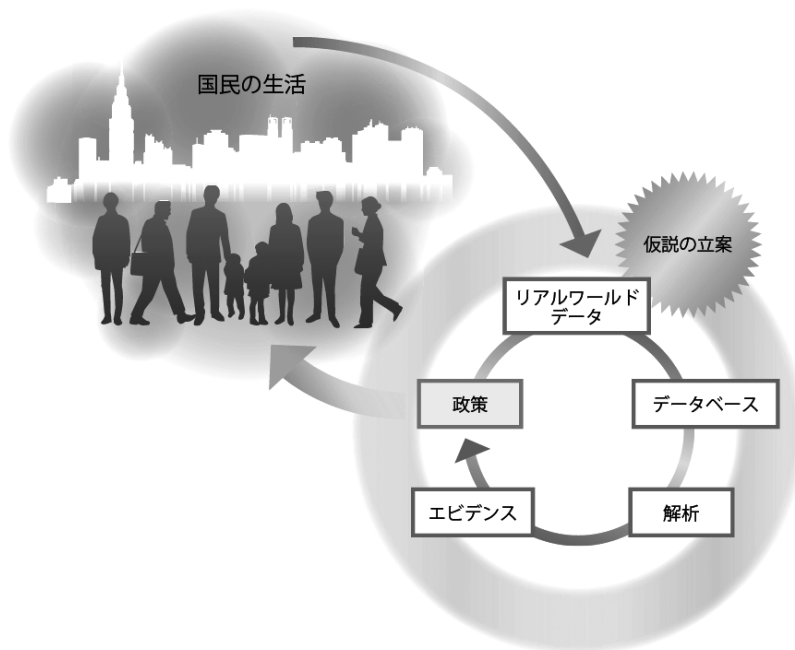 国民の生活
仮説の立案
リアルワールド
データ
政策
データベース
エビデンス
解析